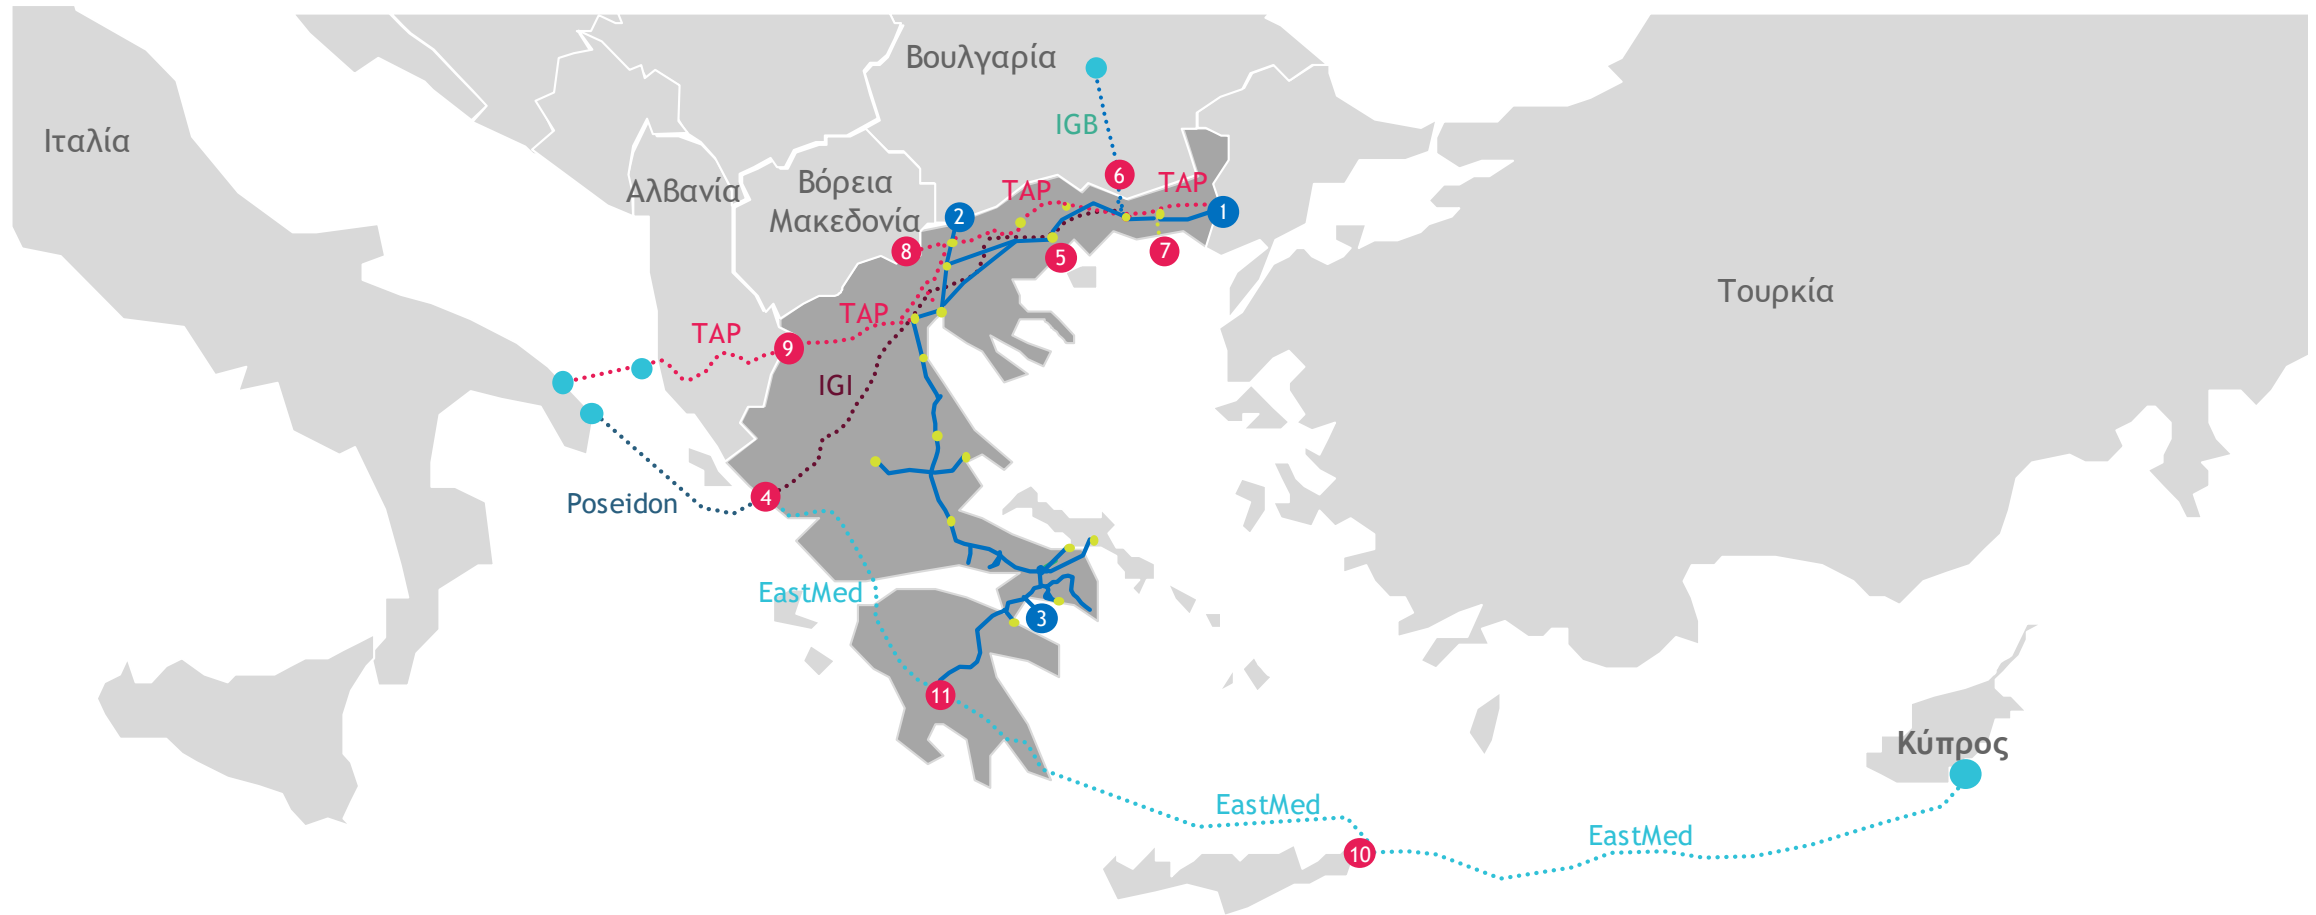 Βουλγαρία
Ιταλία
IGB
Αλβανία
Βόρεια
Μακεδονία
6
TAP
TAP
2
1
8
5
7
Τουρκία
TAP
TAP
9
IGI
4
Poseidon
EastMed
3
11
Κύπρος
EastMed
EastMed
10